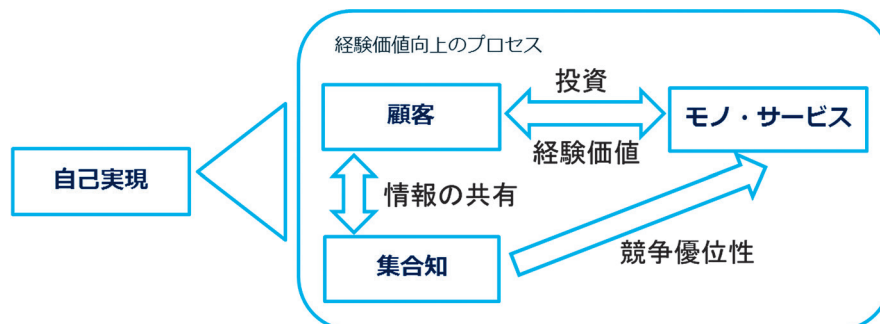 経験価値向上のプロセス
投資
顧客
モノ・サービス
経験価値
自己実現
情報の共有
集合知
競争優位性